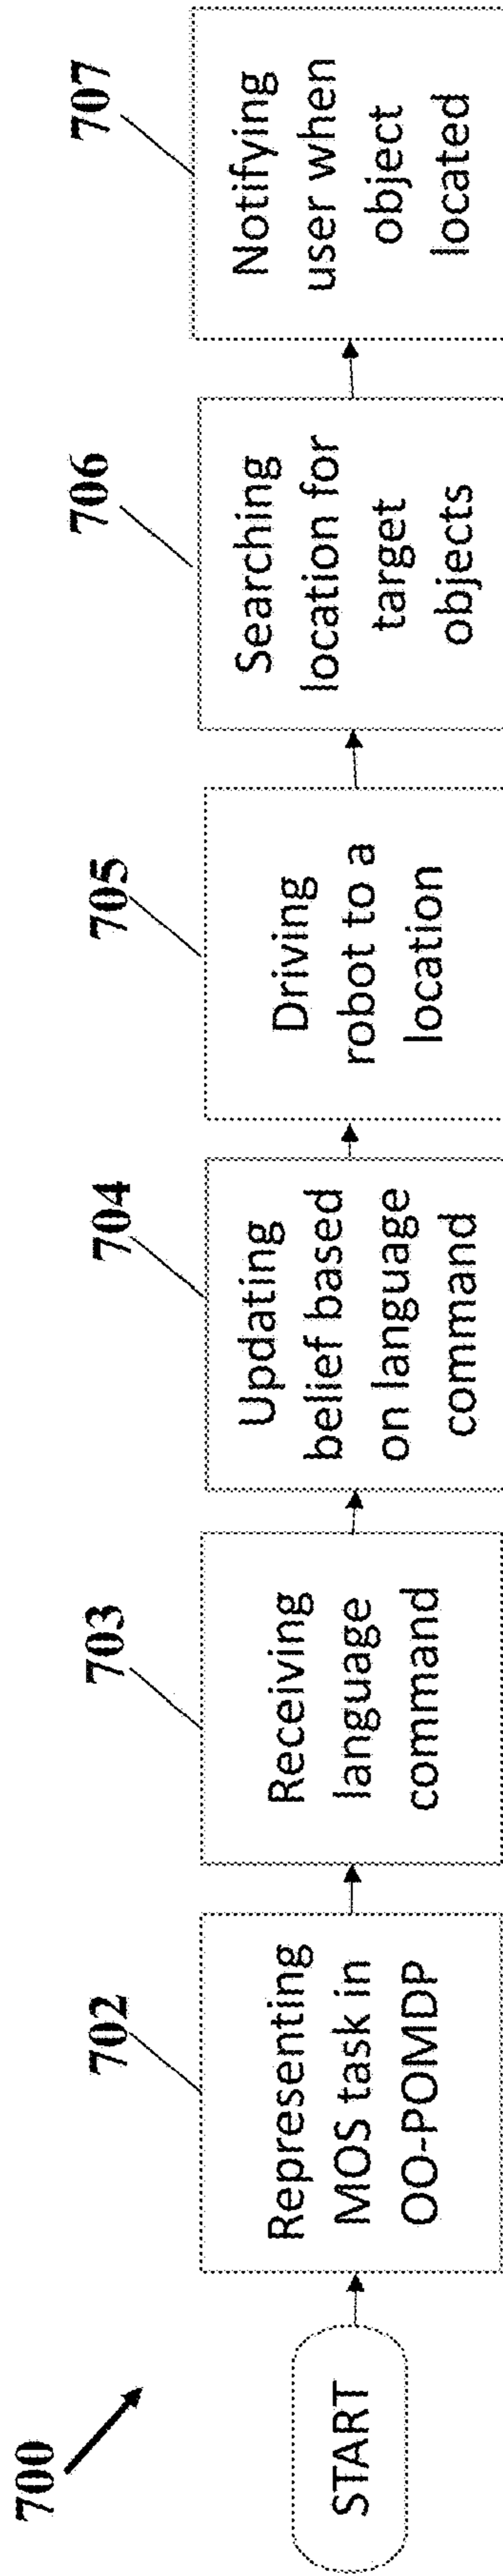 700
START
702
Representing
MOS task in
OO-POMDP
703
Receiving
language
command
704
Updating
belief based
on language
command
705
Driving
robot to a
location
706
Searching
location for
target
objects
707
Notifying
user when
object
located